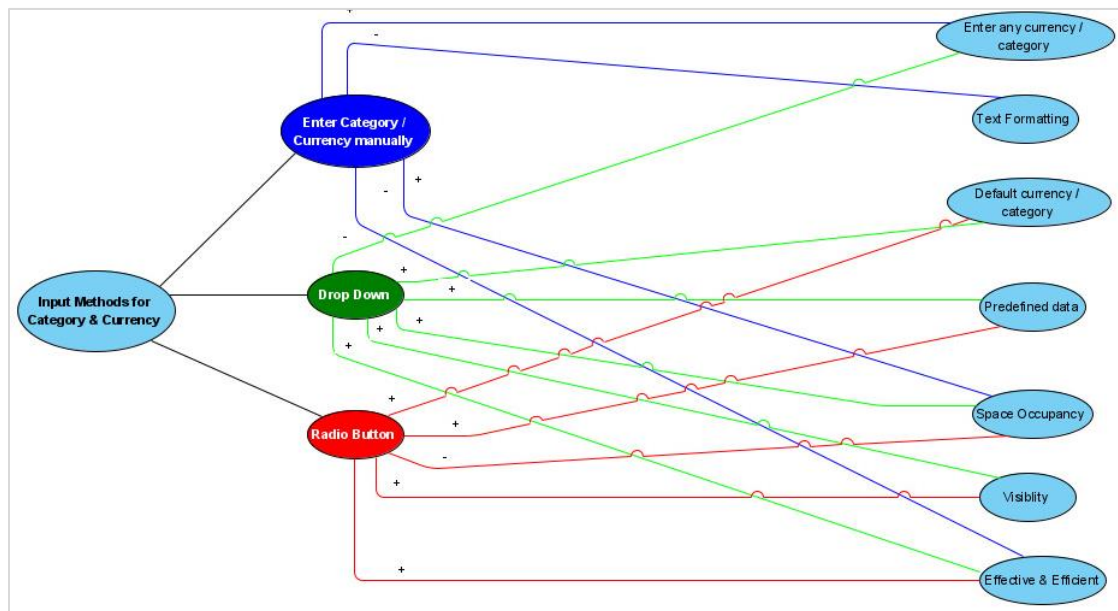 +
-
Enter any currency /
category
Enter Category /
Currency manually
Text Formatting
+
-
Default currency /
category
-
+
Drop Down
+
Input Methods for
Category & Currency
Predefined data
+
+
+
+
Radio Button
+
-
Space Occupancy
+
Visiblity
+
Effective & Efficient